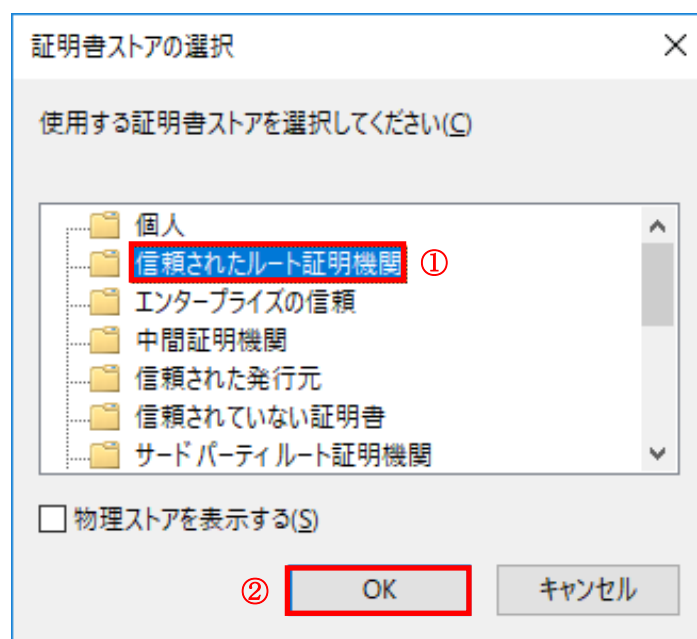 証明書ストアの選択
使用する証明書ストアを選択してください(C)
個人
信頼されたルート証明機関 ①
エンタープライズの信頼
中間証明機関
信頼された発行元
信頼されていない証明書
サード パーティ ルート証明機関
物理ストアを表示する(S)
② OK キャンセル